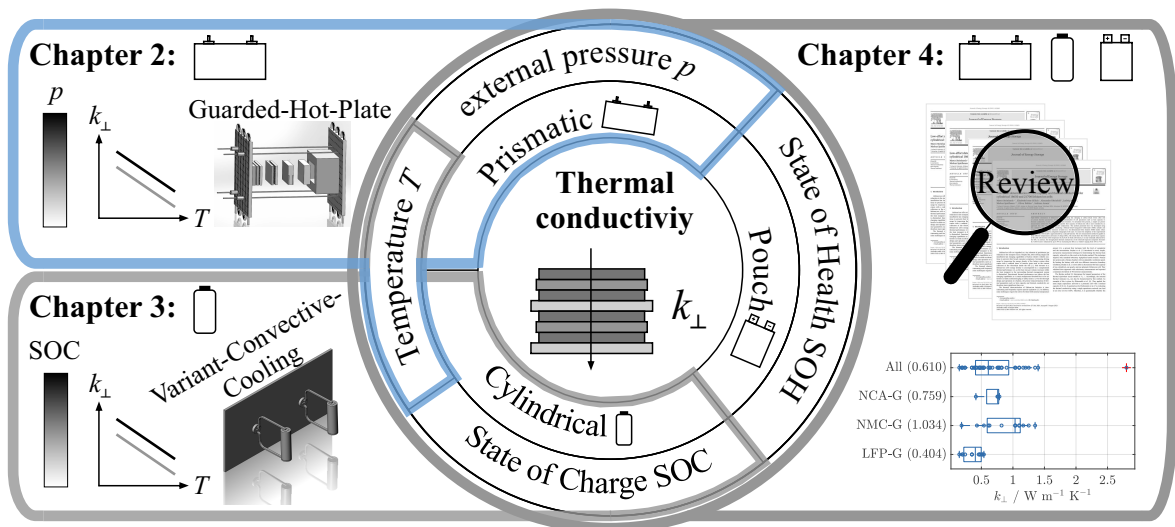 Chapter 2:
p
k⊥
T
Guarded-Hot-Plate
Chapter 3:
SOC
k⊥
T
Variant-Convective-
Cooling
external pressure p
Prismatic
Temperature T
State of Health SOH
Pouch
Cylindrical
State of Charge SOC
Thermal
conductiviy
k⊥
Chapter 4:
Review
All (0.610)
NCA-G (0.759)
NMC-G (1.034)
LFP-G (0.404)
0.5 1 1.5 2 2.5
k⊥ / W m⁻¹ K⁻¹